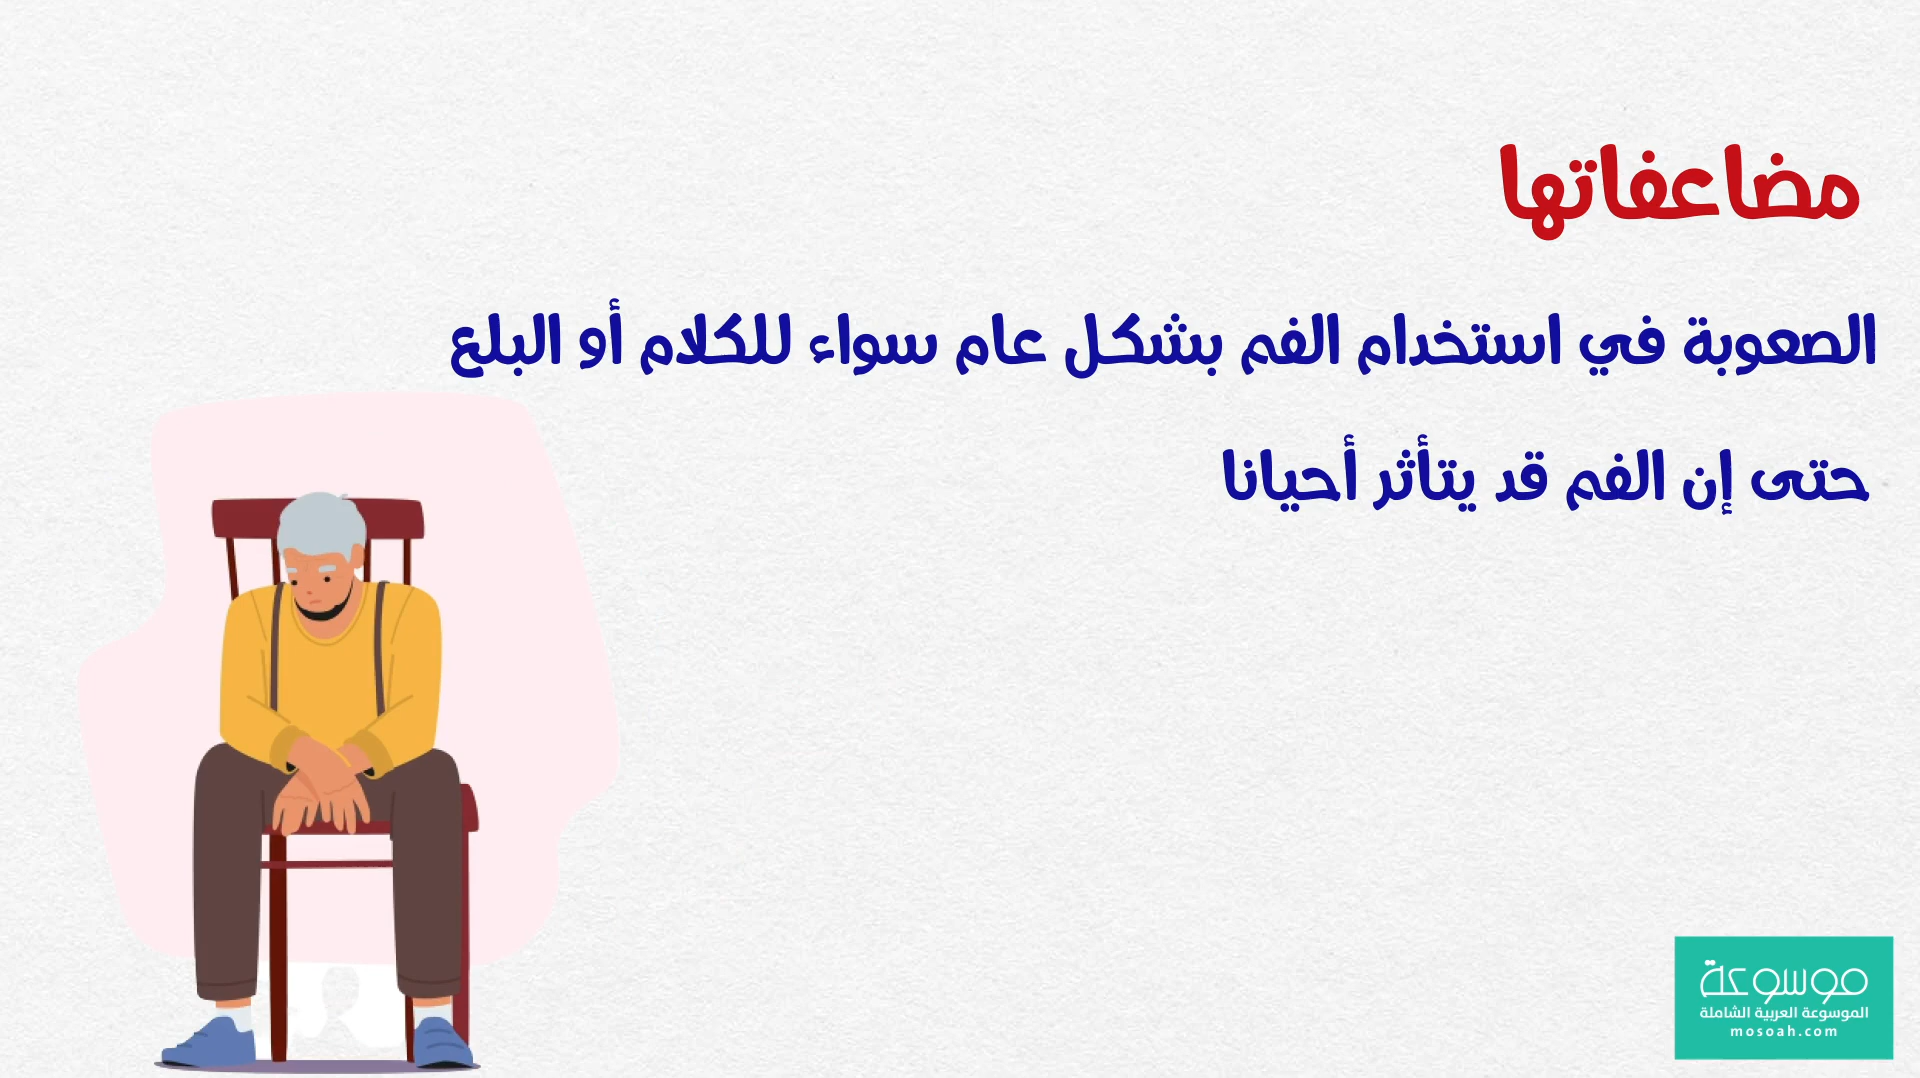 مضاعفاتها
الصعوبة في استخدام الفم بشكل عام سواء للكلام أو البلع
حتى إن الفم قد يتأثر أحيانا
موسوعة
الموسوعة العربية الشاملة
mosoah.com